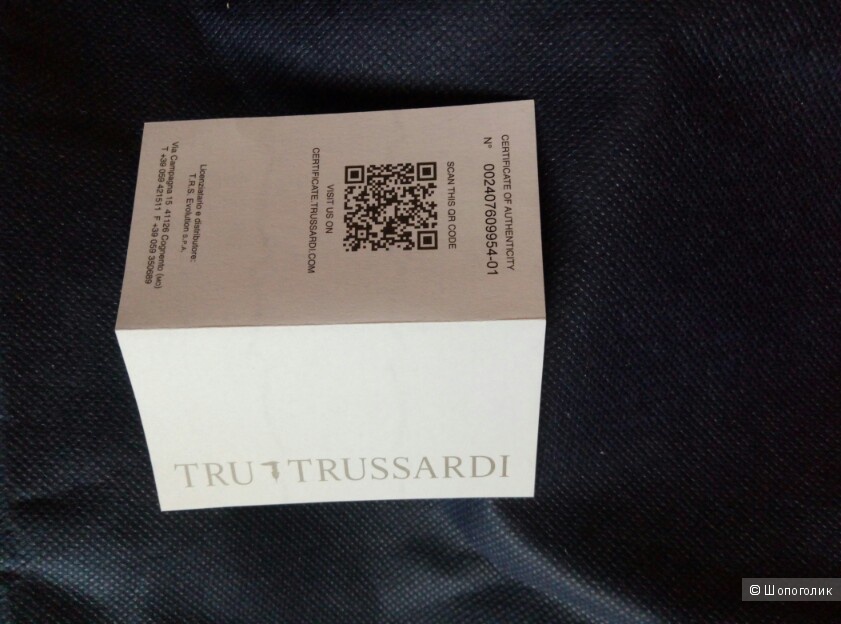 CERTIFICATE OF AUTHENTICITY
N° 002407609954-01
SCAN THIS QR CODE
VISIT US ON
CERTIFICATE.TRUSSARDI.COM
Licenziatario e distributore:
T.R.S. Evolution S.P.A.
Via Campagna 15 41126 Cognento (MO)
T +39 059 421511 F +39 059 350689
TRU TRUSSARDI
© Шопоголик